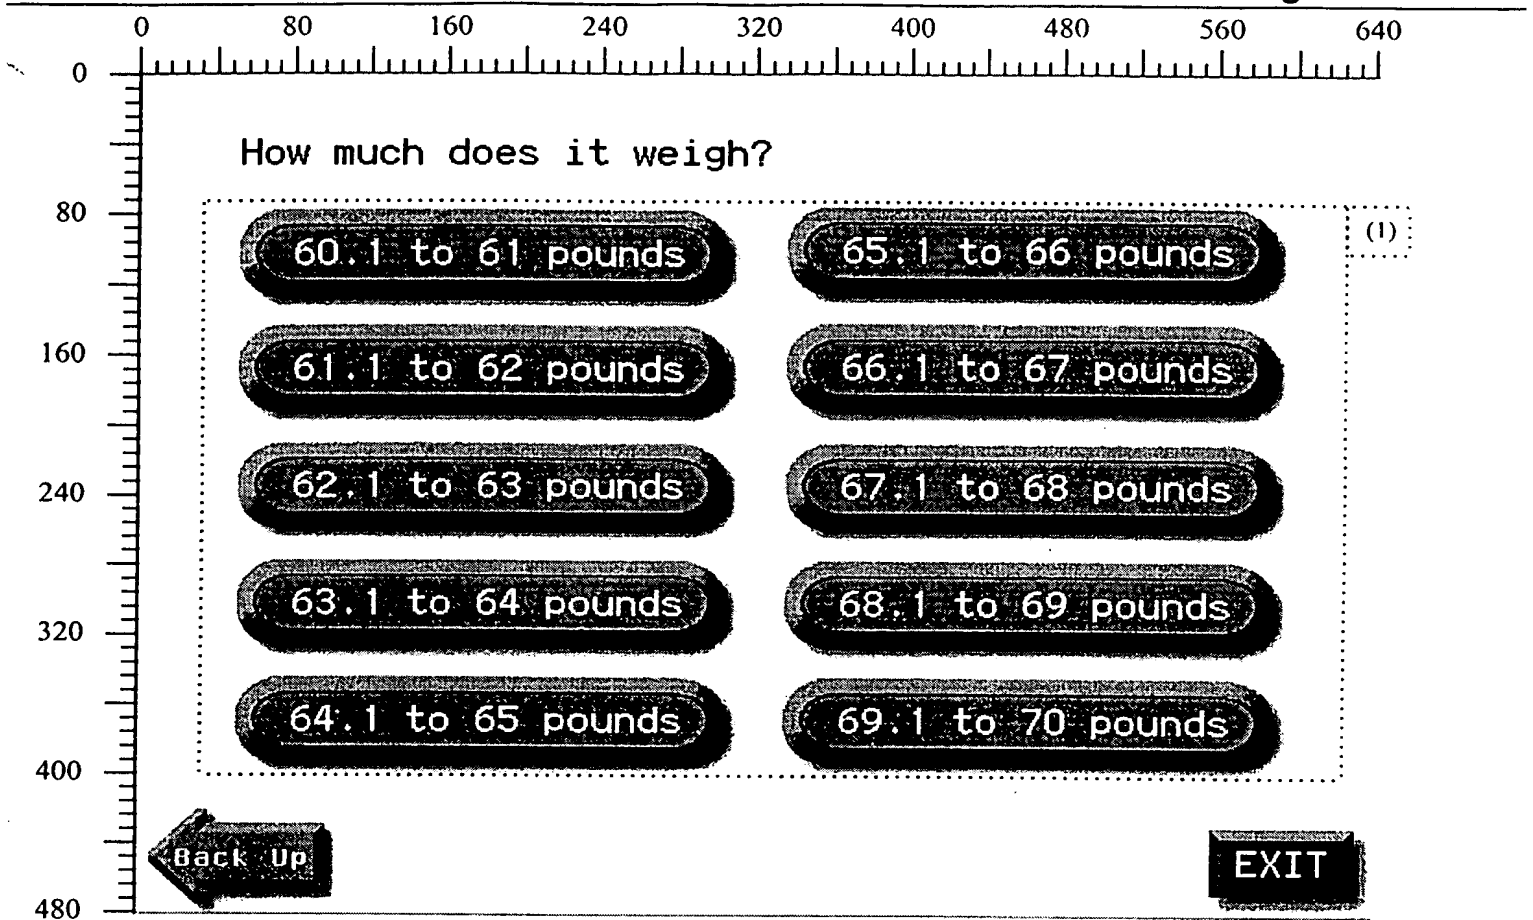 0 80 160 240 320 400 480 560 640
0
How much does it weigh?
80
(1)
60.1 to 61 pounds 65.1 to 66 pounds
160
61.1 to 62 pounds 66.1 to 67 pounds
240
62.1 to 63 pounds 67.1 to 68 pounds
63.1 to 64 pounds 68.1 to 69 pounds
320
64.1 to 65 pounds 69.1 to 70 pounds
400
Back Up EXIT
480